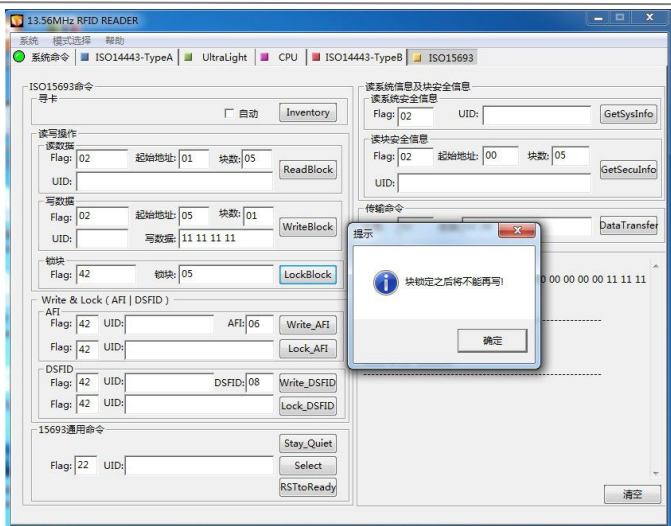 13.56MHz RFID READER
系统 模式选择 帮助
系统命令 ISO14443-TypeA UltraLight CPU ISO14443-TypeB ISO15693
ISO15693命令
寻卡
自动 Inventory
读写操作
读数据
Flag: 02 起始地址: 01 块数: 05 ReadBlock
UID:
写数据
Flag: 02 起始地址: 05 块数: 01 WriteBlock
UID: 写数据: 11 11 11 11
锁块
Flag: 42 锁块: 05 LockBlock
Write & Lock ( AFI | DSFID )
AFI
Flag: 42 UID: AFI: 06 Write_AFI
Flag: 42 UID: Lock_AFI
DSFID
Flag: 42 UID: DSFID: 08 Write_DSFID
Flag: 42 UID: Lock_DSFID
15693通用命令
Stay_Quiet
Flag: 22 UID: Select
RSTtoReady
读系统信息及块安全信息
读系统安全信息
Flag: 02 UID: GetSysInfo
读块安全信息
Flag: 02 起始地址: 00 块数: 05 GetSecuInfo
UID:
传输命令
DataTransfer
提示
块锁定之后将不能再写!
确定
00 00 00 00 11 11 11
清空